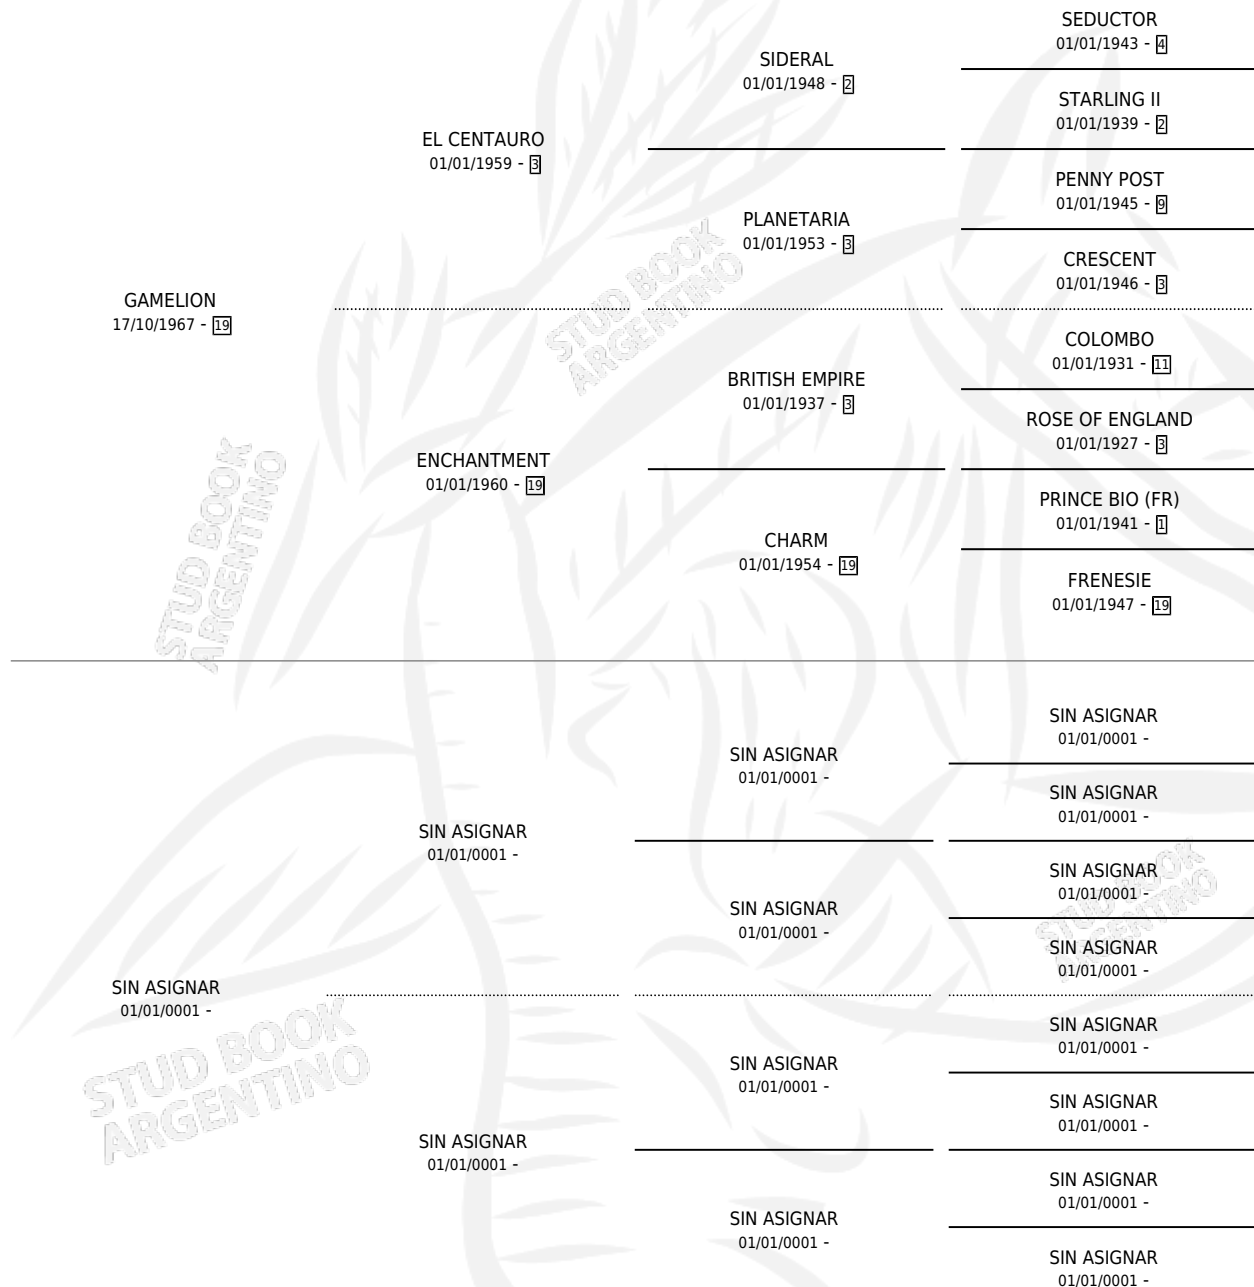 SEDUCTOR
01/01/1943 - 4
SIDERAL
01/01/1948 - 2
STARLING II
01/01/1939 - 2
EL CENTAURO
01/01/1959 - 3
PENNY POST
01/01/1945 - 9
PLANETARIA
01/01/1953 - 3
CRESCENT
01/01/1946 - 3
GAMELION
17/10/1967 - 19
COLOMBO
01/01/1931 - 11
BRITISH EMPIRE
01/01/1937 - 3
ROSE OF ENGLAND
01/01/1927 - 3
ENCHANTMENT
01/01/1960 - 19
PRINCE BIO (FR)
01/01/1941 - 1
CHARM
01/01/1954 - 19
FRENESIE
01/01/1947 - 19
STUD BOOK
ARGENTINO
STUD BOOK
ARGENTINO
SIN ASIGNAR
01/01/0001 -
SIN ASIGNAR
01/01/0001 -
SIN ASIGNAR
01/01/0001 -
SIN ASIGNAR
01/01/0001 -
SIN ASIGNAR
01/01/0001 -
SIN ASIGNAR
01/01/0001 -
SIN ASIGNAR
01/01/0001 -
SIN ASIGNAR
01/01/0001 -
SIN ASIGNAR
01/01/0001 -
SIN ASIGNAR
01/01/0001 -
SIN ASIGNAR
01/01/0001 -
SIN ASIGNAR
01/01/0001 -
SIN ASIGNAR
01/01/0001 -
SIN ASIGNAR
01/01/0001 -
SIN ASIGNAR
01/01/0001 -
STUD BOOK
ARGENTINO
STUD BOOK
ARGENTINO